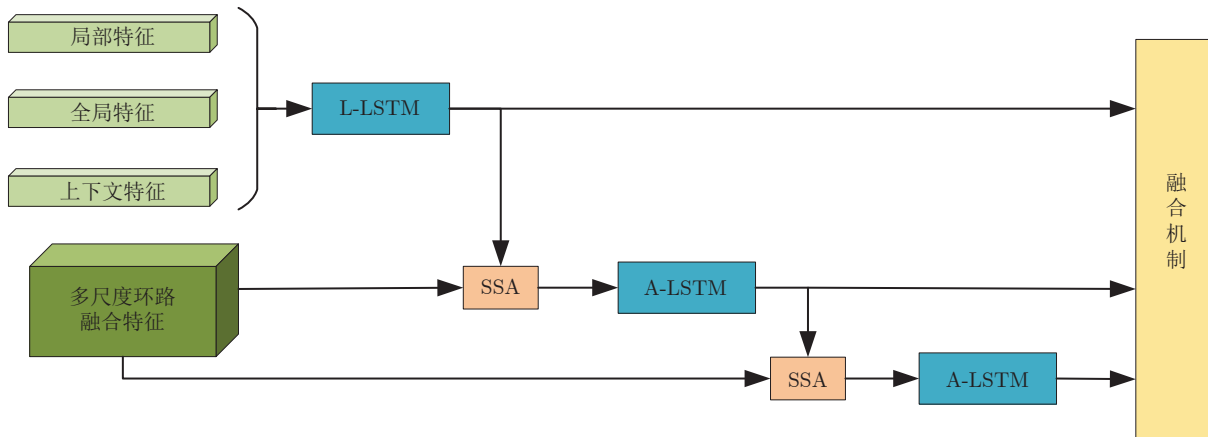 局部特征
全局特征
L-LSTM
上下文特征
融
合
机
制
多尺度环路
融合特征
SSA
A-LSTM
SSA
A-LSTM